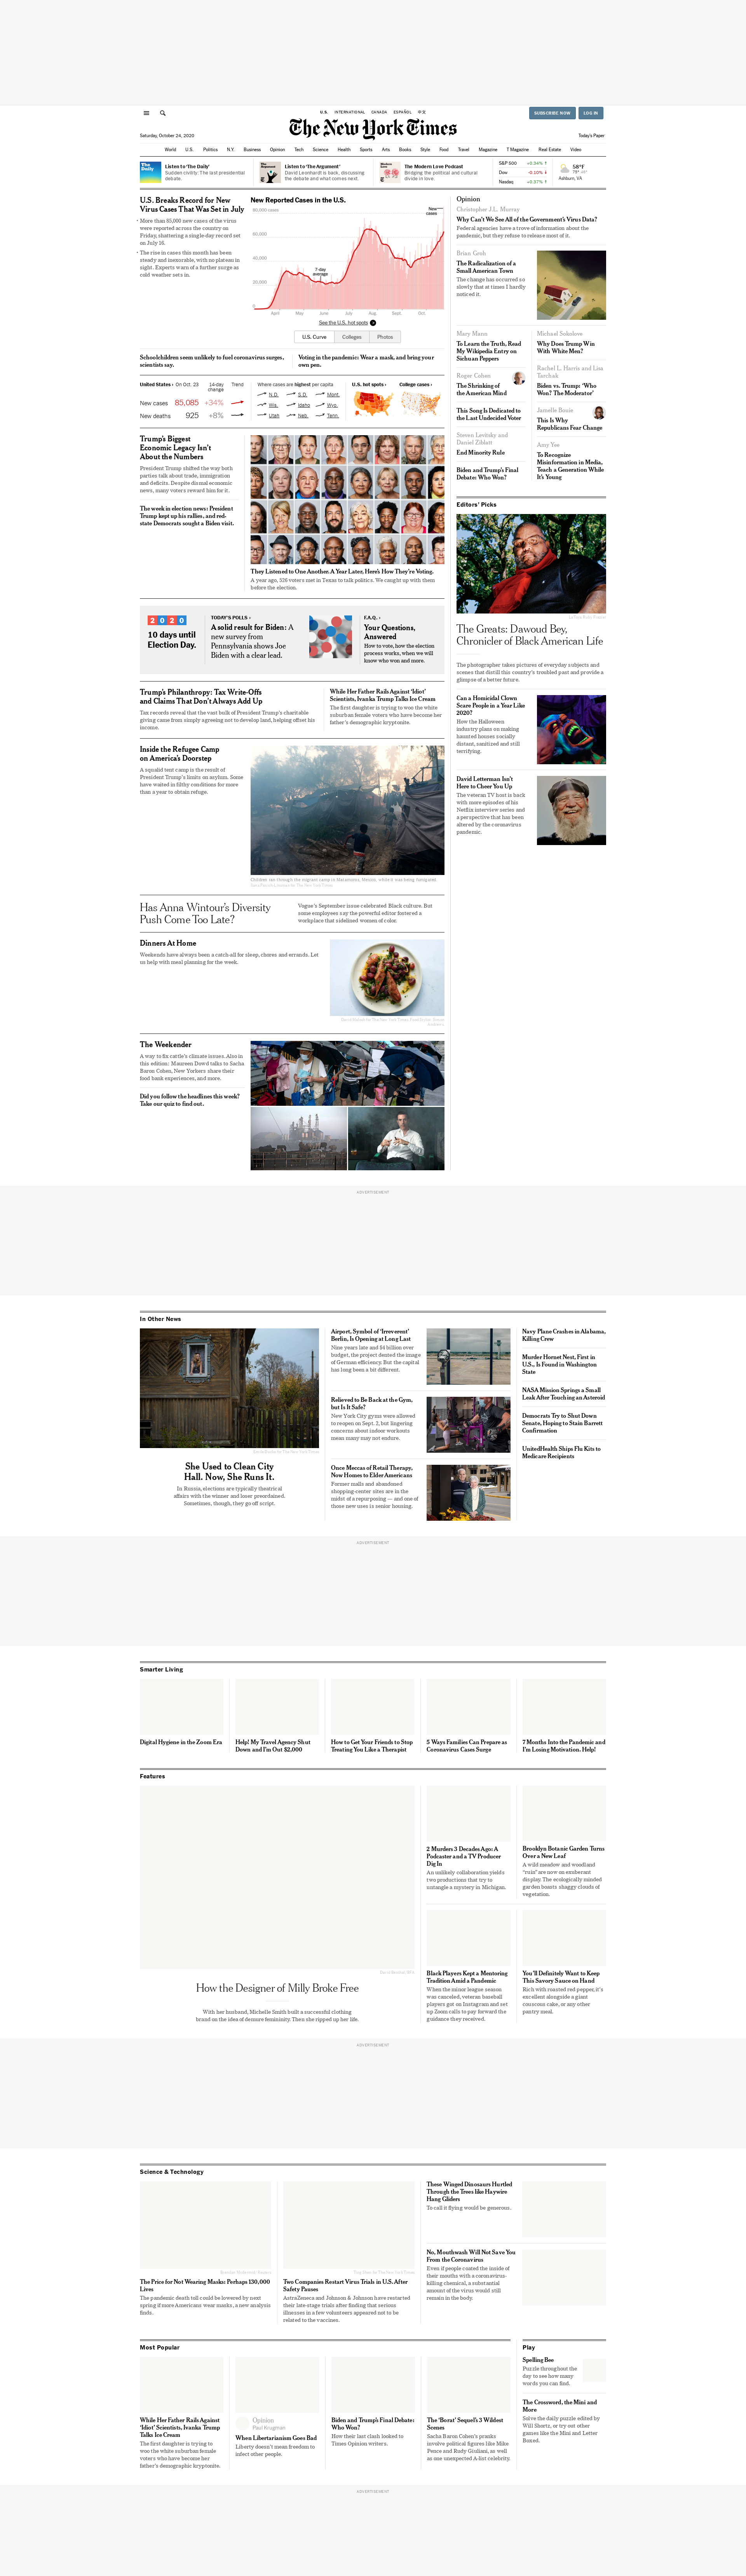 U.S.
INTERNATIONAL
CANADA
ESPAÑOL
中文
SUBSCRIBE NOW
LOG IN
The New York Times
Saturday, October 24, 2020
Today's Paper
World
U.S.
Politics
N.Y.
Business
Opinion
Tech
Science
Health
Sports
Arts
Books
Style
Food
Travel
Magazine
T Magazine
Real Estate
Video
The Daily
Listen to 'The Daily'
Sudden civility: The last presidential
debate.
Listen to 'The Argument'
David Leonhardt is back, discussing
the debate and what comes next.
The Modern Love Podcast
Bridging the political and cultural
divide in love.
S&P 500 +0.34% ↑
Dow -0.10% ↓
Nasdaq +0.37% ↑
58°F
Ashburn, VA
U.S. Breaks Record for New
Virus Cases That Was Set in July
More than 85,000 new cases of the virus
were reported across the country on
Friday, shattering a single-day record set
on July 16.
The rise in cases this month has been
steady and inexorable, with no plateau in
sight. Experts warn of a further surge as
cold weather sets in.
New Reported Cases in the U.S.
80,000 cases
60,000
40,000
20,000
0
New
cases
7-day
average
April
May
June
July
Aug.
Sept.
Oct.
See the U.S. hot spots
U.S. Curve
Colleges
Photos
Schoolchildren seem unlikely to fuel coronavirus surges,
scientists say.
Voting in the pandemic: Wear a mask, and bring your
own pen.
United States › On Oct. 23
14-day
change
Trend
New cases 85,085 +34%
New deaths 925 +8%
Where cases are highest per capita
N.D.
S.D.
Mont.
Wis.
Idaho
Wyo.
Utah
Neb.
Tenn.
U.S. hot spots ›
College cases ›
Trump's Biggest
Economic Legacy Isn't
About the Numbers
President Trump shifted the way both
parties talk about trade, immigration
and deficits. Despite dismal economic
news, many voters reward him for it.
The week in election news: President
Trump kept up his rallies, and red-
state Democrats sought a Biden visit.
They Listened to One Another. A Year Later, Here's How They're Voting.
A year ago, 526 voters met in Texas to talk politics. We caught up with them
before the election.
2020
10 days until
Election Day.
TODAY'S POLLS ›
A solid result for Biden: A
new survey from
Pennsylvania shows Joe
Biden with a clear lead.
F.A.Q. ›
Your Questions,
Answered
How to vote, how the election
process works, when we will
know who won and more.
Trump's Philanthropy: Tax Write-Offs
and Claims That Don't Always Add Up
Tax records reveal that the vast bulk of President Trump's charitable
giving came from simply agreeing not to develop land, helping offset his
income.
While Her Father Rails Against 'Idiot'
Scientists, Ivanka Trump Talks Ice Cream
The first daughter is trying to woo the white
suburban female voters who have become her
father's demographic kryptonite.
Inside the Refugee Camp
on America's Doorstep
A squalid tent camp is the result of
President Trump's limits on asylum. Some
have waited in filthy conditions for more
than a year to obtain refuge.
Children ran through the migrant camp in Matamoros, Mexico, while it was being fumigated.
Has Anna Wintour's Diversity
Push Come Too Late?
Vogue's September issue celebrated Black culture. But
some employees say the powerful editor fostered a
workplace that sidelined women of color.
Dinners At Home
Weekends have always been a catch-all for sleep, chores and errands. Let
us help with meal planning for the week.
The Weekender
A way to fix cattle's climate issues. Also in
this edition: Maureen Dowd talks to Sacha
Baron Cohen, New Yorkers share their
food bank experiences, and more.
Did you follow the headlines this week?
Take our quiz to find out.
Opinion
Christopher J.L. Murray
Why Can't We See All of the Government's Virus Data?
Federal agencies have a trove of information about the
pandemic, but they refuse to release most of it.
Brian Groh
The Radicalization of a
Small American Town
The change has occurred so
slowly that at times I hardly
noticed it.
Mary Mann
To Learn the Truth, Read
My Wikipedia Entry on
Sichuan Peppers
Roger Cohen
The Shrinking of
the American Mind
This Song Is Dedicated to
the Last Undecided Voter
Steven Levitsky and
Daniel Ziblatt
End Minority Rule
Biden and Trump's Final
Debate: Who Won?
Michael Sokolove
Why Does Trump Win
With White Men?
Rachel L. Harris and Lisa
Tarchak
Biden vs. Trump: 'Who
Won? The Moderator'
Jamelle Bouie
This Is Why
Republicans Fear Change
Amy Yee
To Recognize
Misinformation in Media,
Teach a Generation While
It's Young
Editors' Picks
The Greats: Dawoud Bey,
Chronicler of Black American Life
The photographer takes pictures of everyday subjects and
scenes that distill this country's troubled past and provide a
glimpse of a better future.
Can a Homicidal Clown
Scare People in a Year Like
2020?
How the Halloween
industry plans on making
haunted houses socially
distant, sanitized and still
terrifying.
David Letterman Isn't
Here to Cheer You Up
The veteran TV host is back
with more episodes of his
Netflix interview series and
a perspective that has been
altered by the coronavirus
pandemic.
ADVERTISEMENT
In Other News
She Used to Clean City
Hall. Now, She Runs It.
In Russia, elections are typically theatrical
affairs with the winner and loser preordained.
Sometimes, though, they go off script.
Airport, Symbol of 'Irreverent'
Berlin, Is Opening at Long Last
Nine years late and $4 billion over
budget, the project dented the image
of German efficiency. But the capital
has long been a bit different.
Relieved to Be Back at the Gym,
but Is It Safe?
New York City gyms were allowed
to reopen on Sept. 2, but lingering
concerns about indoor workouts
mean many may not endure.
Once Meccas of Retail Therapy,
Now Homes to Elder Americans
Former malls and abandoned
shopping-center sites are in the
midst of a repurposing — and one of
those new uses is senior housing.
Navy Plane Crashes in Alabama,
Killing Crew
Murder Hornet Nest, First in
U.S., Is Found in Washington
State
NASA Mission Springs a Small
Leak After Touching an Asteroid
Democrats Try to Shut Down
Senate, Hoping to Stain Barrett
Confirmation
UnitedHealth Ships Flu Kits to
Medicare Recipients
ADVERTISEMENT
Smarter Living
Digital Hygiene in the Zoom Era
Help! My Travel Agency Shut
Down and I'm Out $2,000
How to Get Your Friends to Stop
Treating You Like a Therapist
5 Ways Families Can Prepare as
Coronavirus Cases Surge
7 Months Into the Pandemic and
I'm Losing Motivation. Help!
Features
How the Designer of Milly Broke Free
With her husband, Michelle Smith built a successful clothing
brand on the idea of demure femininity. Then she ripped up her life.
2 Murders 3 Decades Ago: A
Podcaster and a TV Producer
Dig In
An unlikely collaboration yields
two productions that try to
untangle a mystery in Michigan.
Brooklyn Botanic Garden Turns
Over a New Leaf
A wild meadow and woodland
"ruin" are now on exuberant
display. The ecologically minded
garden boasts shaggy clouds of
vegetation.
Black Players Kept a Mentoring
Tradition Amid a Pandemic
When the minor league season
was canceled, veteran baseball
players got on Instagram and set
up Zoom calls to pay forward the
guidance they received.
You'll Definitely Want to Keep
This Savory Sauce on Hand
Rich with roasted red pepper, it's
excellent alongside a giant
couscous cake, or any other
pantry meal.
ADVERTISEMENT
Science & Technology
The Price for Not Wearing Masks: Perhaps 130,000
Lives
The pandemic death toll could be lowered by next
spring if more Americans wear masks, a new analysis
finds.
Two Companies Restart Virus Trials in U.S. After
Safety Pauses
AstraZeneca and Johnson & Johnson have restarted
their late-stage trials after finding that serious
illnesses in a few volunteers appeared not to be
related to the vaccines.
These Winged Dinosaurs Hurtled
Through the Trees like Haywire
Hang Gliders
To call it flying would be generous.
No, Mouthwash Will Not Save You
From the Coronavirus
Even if people coated the inside of
their mouths with a coronavirus-
killing chemical, a substantial
amount of the virus would still
remain in the body.
Most Popular
While Her Father Rails Against
'Idiot' Scientists, Ivanka Trump
Talks Ice Cream
The first daughter is trying to
woo the white suburban female
voters who have become her
father's demographic kryptonite.
Opinion
Paul Krugman
When Libertarianism Goes Bad
Liberty doesn't mean freedom to
infect other people.
Biden and Trump's Final Debate:
Who Won?
How their last clash looked to
Times Opinion writers.
The 'Borat' Sequel's 3 Wildest
Scenes
Sacha Baron Cohen's pranks
involve political figures like Mike
Pence and Rudy Giuliani, as well
as one unexpected A-list celebrity.
Play
Spelling Bee
Puzzle throughout the
day to see how many
words you can find.
The Crossword, the Mini and
More
Solve the daily puzzle edited by
Will Shortz, or try out other
games like the Mini and Letter
Boxed.
ADVERTISEMENT